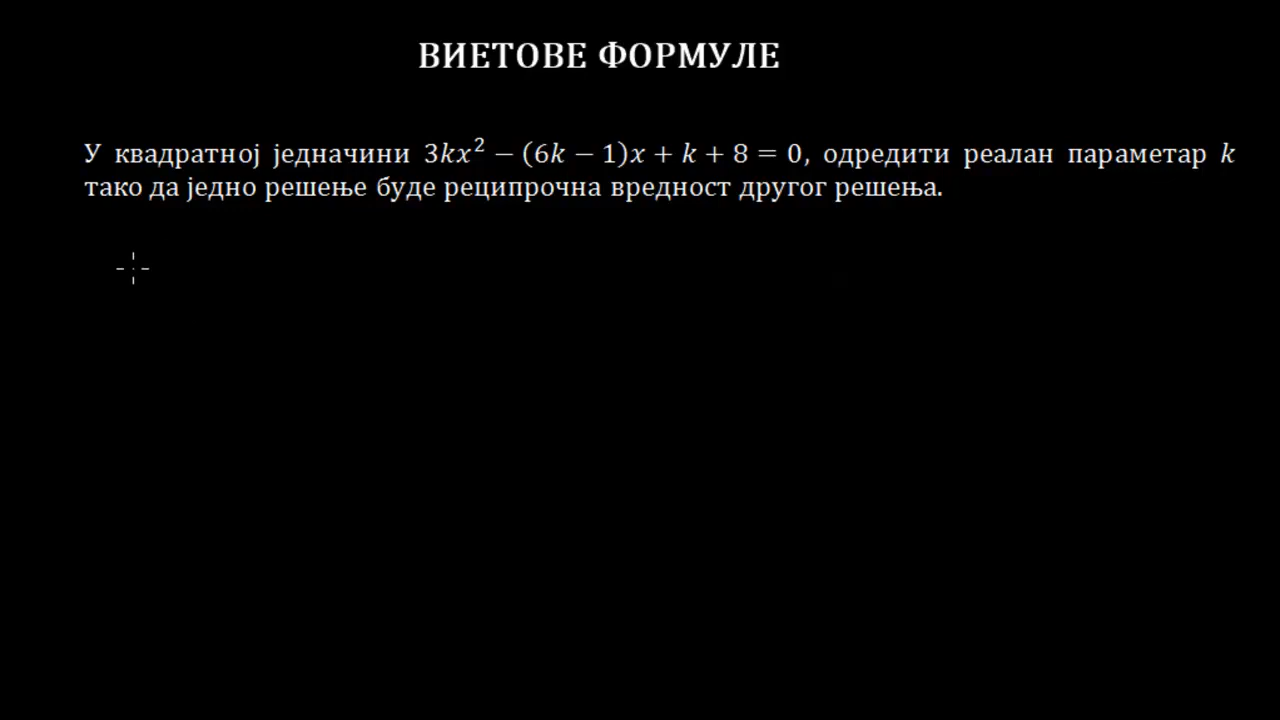 ВИЕТОВЕ ФОРМУЛЕ
У квадратној једначини 3kx² − (6k − 1)x + k + 8 = 0, одредити реалан параметар k
тако да једно решење буде реципрочна вредност другог решења.